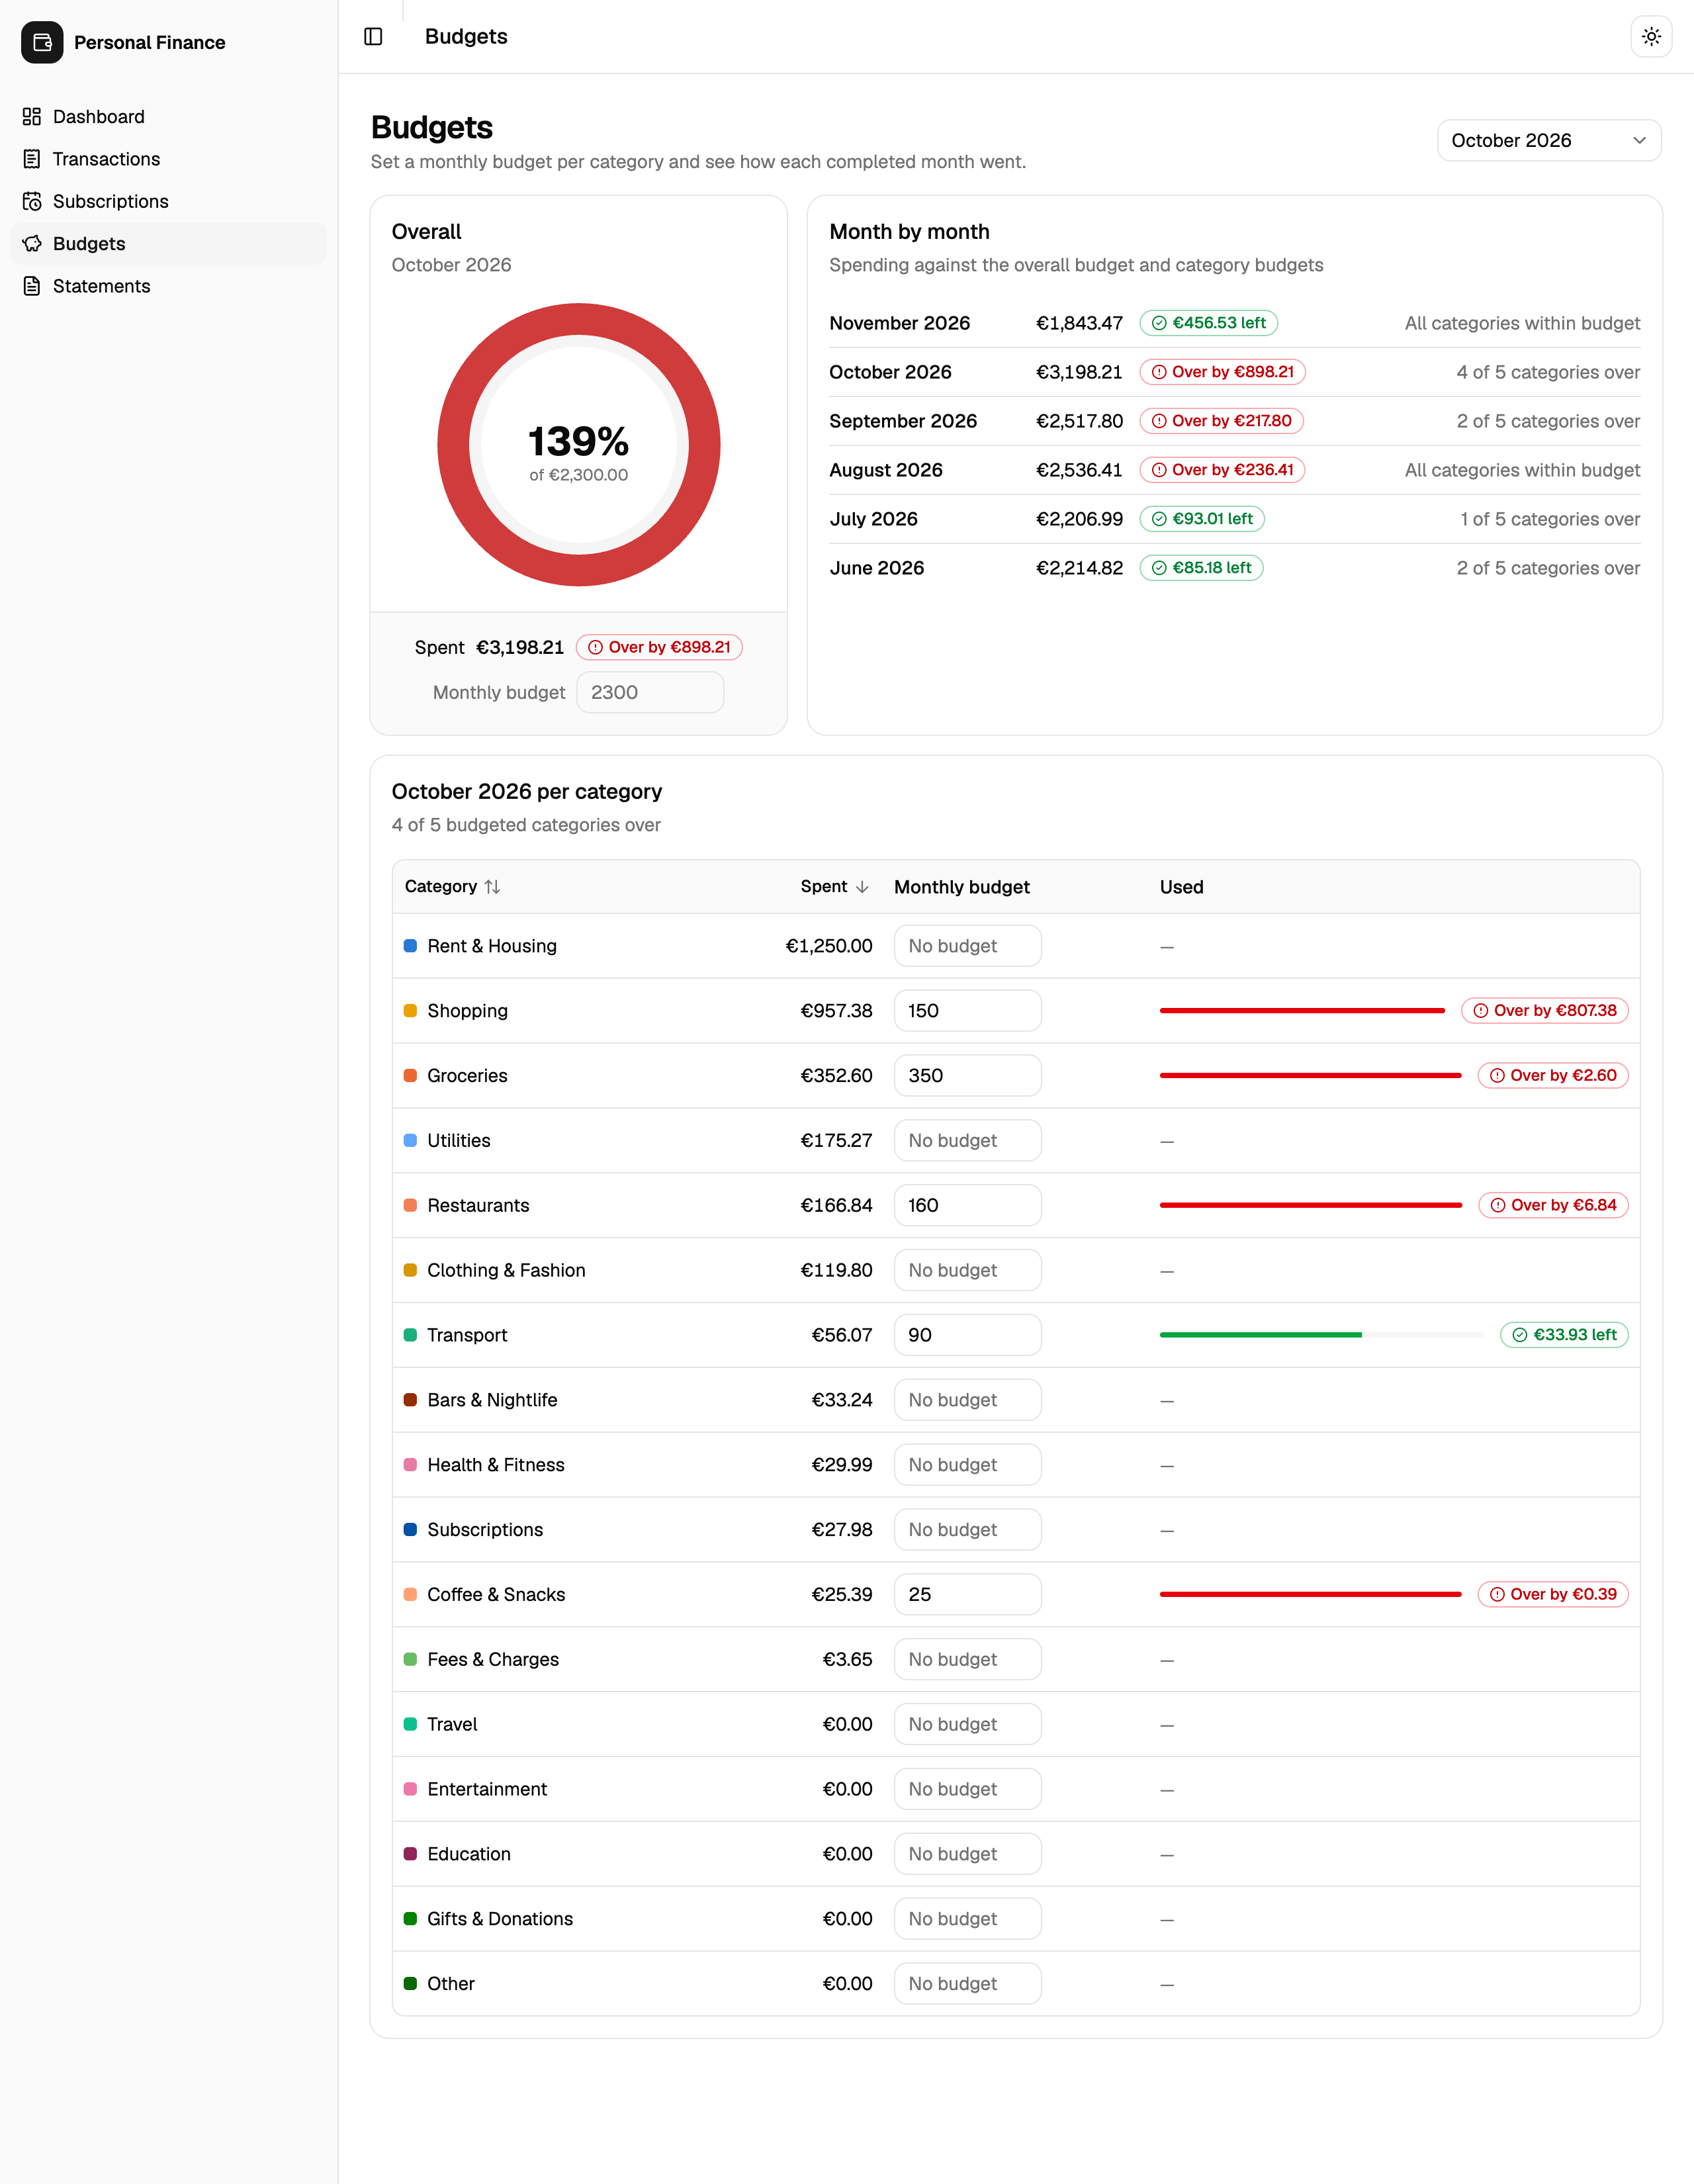 Personal Finance
Dashboard
Transactions
Subscriptions
Budgets
Statements
Budgets
Budgets
Set a monthly budget per category and see how each completed month went.
October 2026
Overall
October 2026
139%
of €2,300.00
Spent €3,198.21 Over by €898.21
Monthly budget 2300
Month by month
Spending against the overall budget and category budgets
November 2026 €1,843.47 €456.53 left All categories within budget
October 2026 €3,198.21 Over by €898.21 4 of 5 categories over
September 2026 €2,517.80 Over by €217.80 2 of 5 categories over
August 2026 €2,536.41 Over by €236.41 All categories within budget
July 2026 €2,206.99 €93.01 left 1 of 5 categories over
June 2026 €2,214.82 €85.18 left 2 of 5 categories over
October 2026 per category
4 of 5 budgeted categories over
Category Spent Monthly budget Used
Rent & Housing €1,250.00 No budget —
Shopping €957.38 150 Over by €807.38
Groceries €352.60 350 Over by €2.60
Utilities €175.27 No budget —
Restaurants €166.84 160 Over by €6.84
Clothing & Fashion €119.80 No budget —
Transport €56.07 90 €33.93 left
Bars & Nightlife €33.24 No budget —
Health & Fitness €29.99 No budget —
Subscriptions €27.98 No budget —
Coffee & Snacks €25.39 25 Over by €0.39
Fees & Charges €3.65 No budget —
Travel €0.00 No budget —
Entertainment €0.00 No budget —
Education €0.00 No budget —
Gifts & Donations €0.00 No budget —
Other €0.00 No budget —